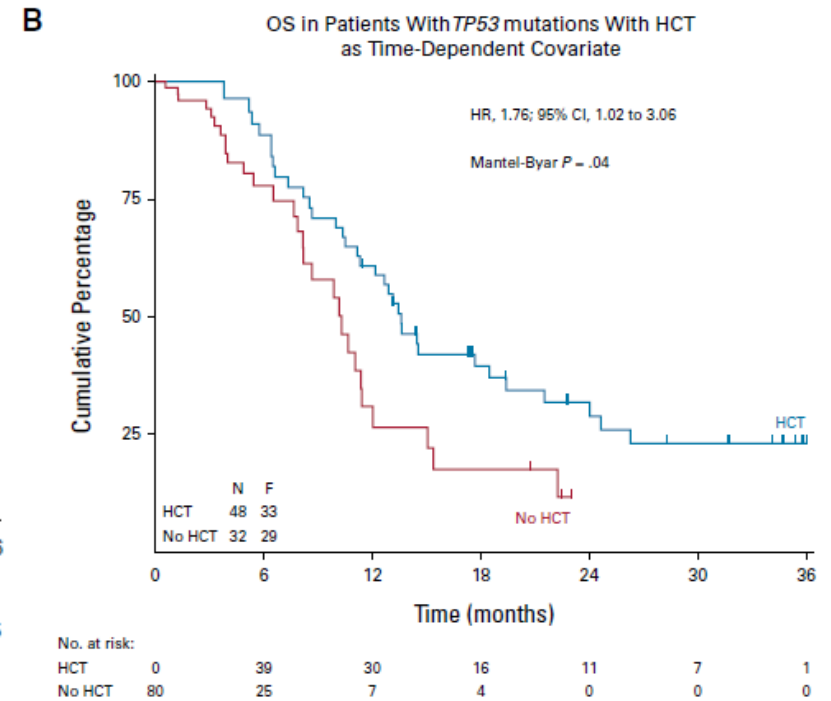 B
OS in Patients With TP53 mutations With HCT
as Time-Dependent Covariate
HR, 1.76; 95% CI, 1.02 to 3.06
Mantel-Byar P = .04
Cumulative Percentage
100
75
50
25
HCT
No HCT
N F
HCT 48 33
No HCT 32 29
0 6 12 18 24 30 36
Time (months)
No. at risk:
HCT 0 39 30 16 11 7 1
No HCT 80 25 7 4 0 0 0